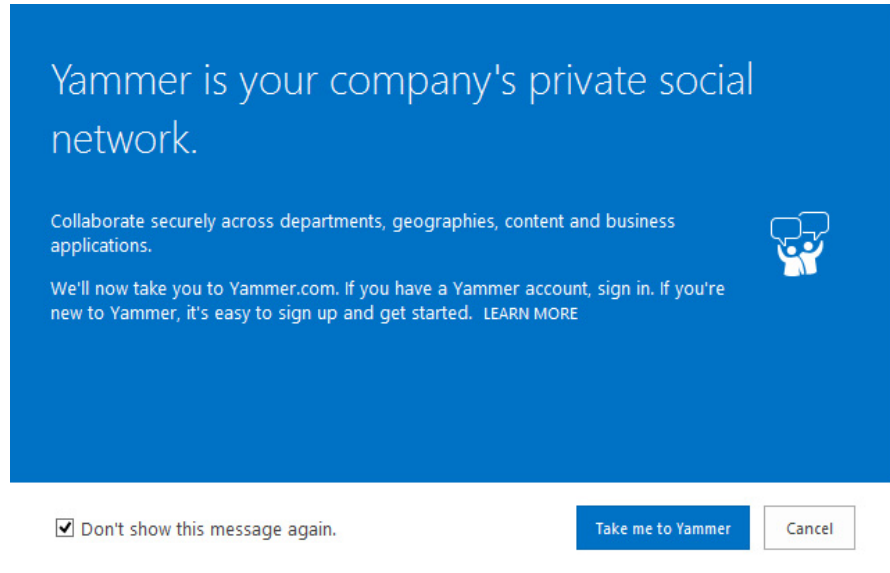 Yammer is your company's private social
network.
Collaborate securely across departments, geographies, content and business
applications.
We'll now take you to Yammer.com. If you have a Yammer account, sign in. If you're
new to Yammer, it's easy to sign up and get started. LEARN MORE
Don't show this message again.
Take me to Yammer
Cancel